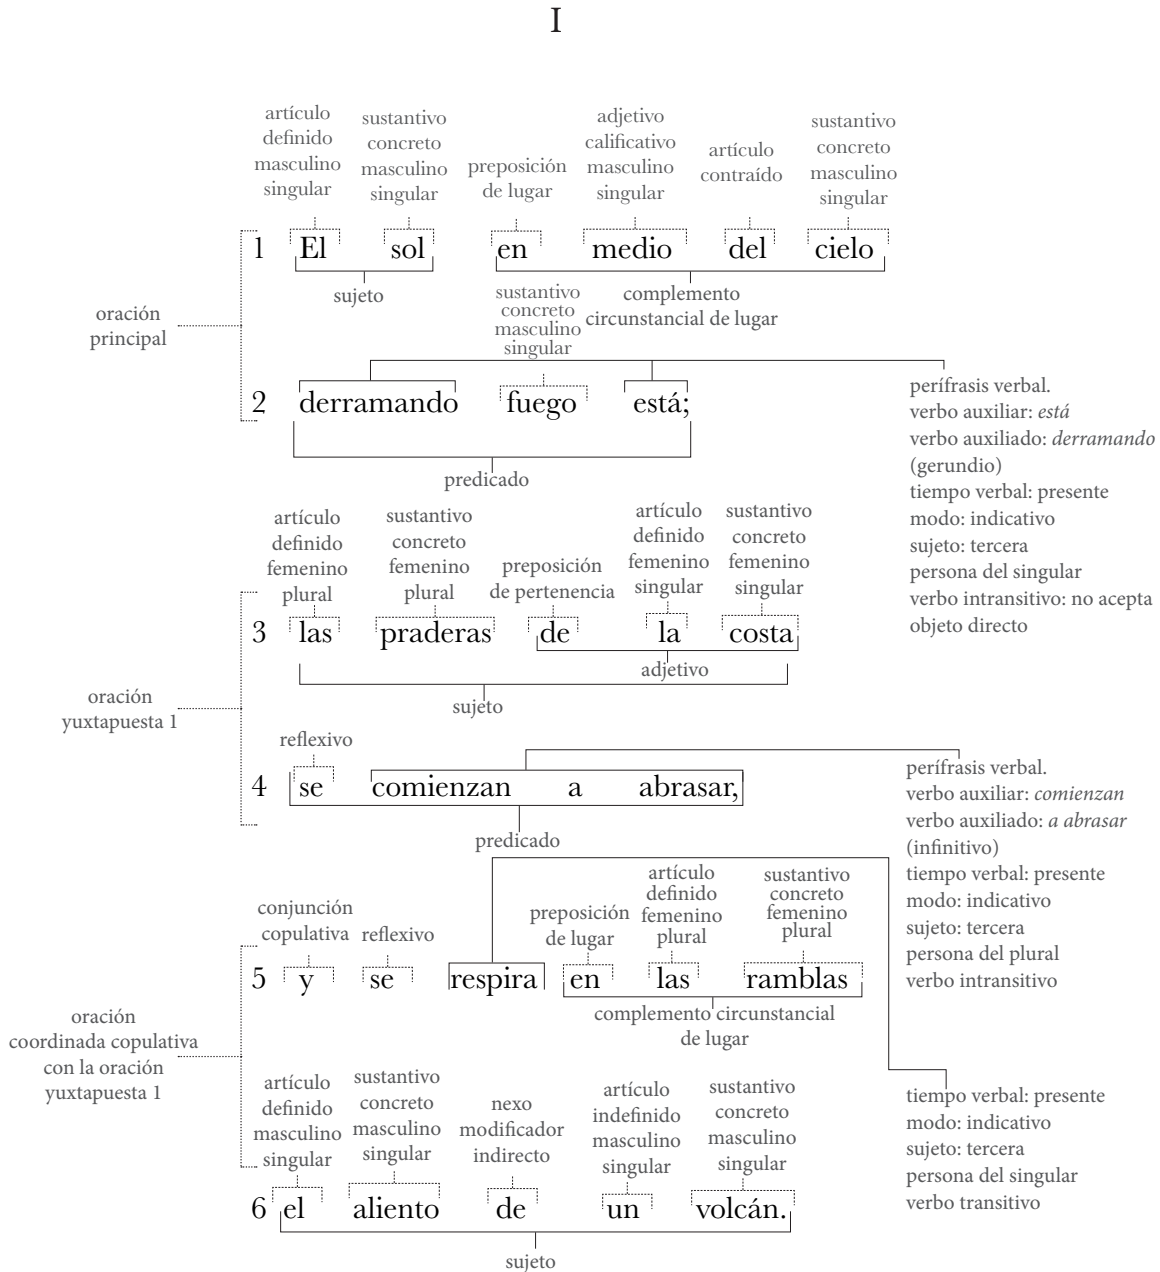 I
artículo
definido
masculino
singular
sustantivo
concreto
masculino
singular
preposición
de lugar
adjetivo
calificativo
masculino
singular
artículo
contraído
sustantivo
concreto
masculino
singular
1 El sol en medio del cielo
sujeto
complemento
circunstancial de lugar
oración
principal
sustantivo
concreto
masculino
singular
2 derramando fuego está;
predicado
perífrasis verbal.
verbo auxiliar: está
verbo auxiliado: derramando
(gerundio)
tiempo verbal: presente
modo: indicativo
sujeto: tercera
persona del singular
verbo intransitivo: no acepta
objeto directo
artículo
definido
femenino
plural
sustantivo
concreto
femenino
plural
preposición
de pertenencia
artículo
definido
femenino
singular
sustantivo
concreto
femenino
singular
3 las praderas de la costa
adjetivo
sujeto
oración
yuxtapuesta 1
reflexivo
4 se comienzan a abrasar,
predicado
perífrasis verbal.
verbo auxiliar: comienzan
verbo auxiliado: a abrasar
(infinitivo)
tiempo verbal: presente
modo: indicativo
sujeto: tercera
persona del plural
verbo intransitivo
conjunción
copulativa
reflexivo
preposición
de lugar
artículo
definido
femenino
plural
sustantivo
concreto
femenino
plural
5 y se respira en las ramblas
complemento circunstancial
de lugar
oración
coordinada copulativa
con la oración
yuxtapuesta 1
artículo
definido
masculino
singular
sustantivo
concreto
masculino
singular
nexo
modificador
indirecto
artículo
indefinido
masculino
singular
sustantivo
concreto
masculino
singular
6 el aliento de un volcán.
sujeto
tiempo verbal: presente
modo: indicativo
sujeto: tercera
persona del singular
verbo transitivo